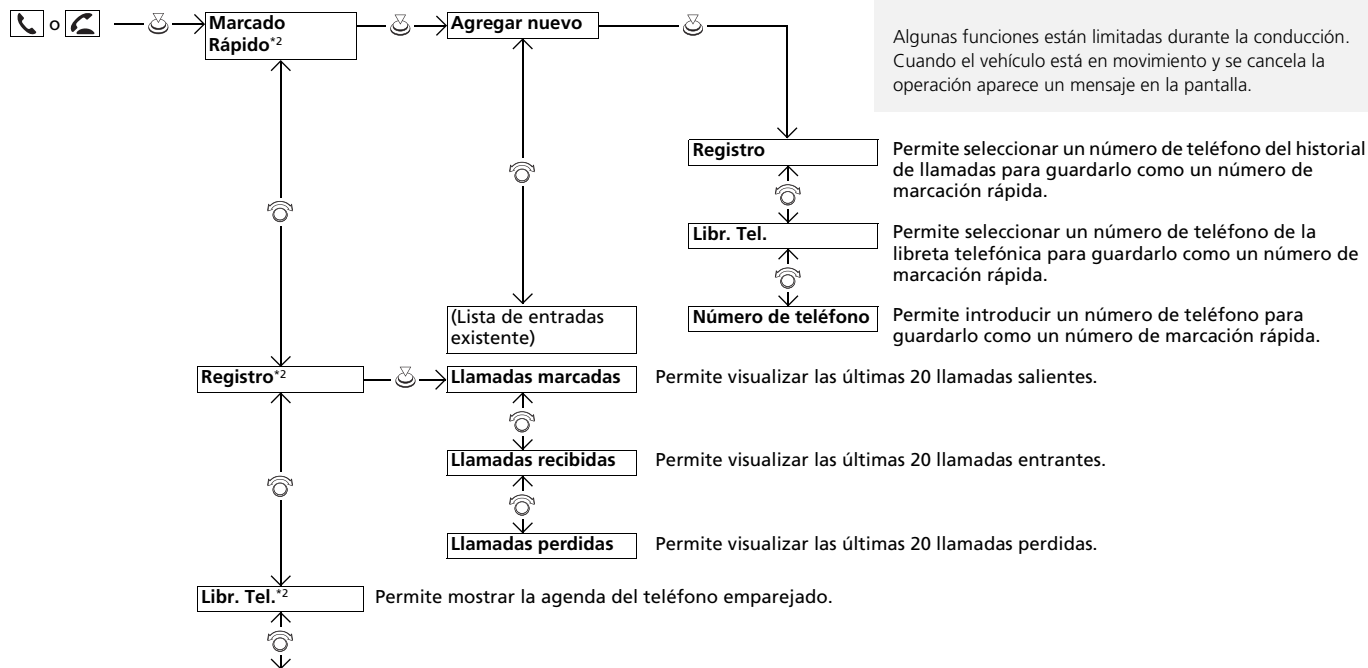 o
Marcado
Rápido*2
Agregar nuevo
Algunas funciones están limitadas durante la conducción.
Cuando el vehículo está en movimiento y se cancela la
operación aparece un mensaje en la pantalla.
Registro
Permite seleccionar un número de teléfono del historial
de llamadas para guardarlo como un número de
marcación rápida.
Libr. Tel.
Permite seleccionar un número de teléfono de la
libreta telefónica para guardarlo como un número de
marcación rápida.
(Lista de entradas
existente)
Número de teléfono
Permite introducir un número de teléfono para
guardarlo como un número de marcación rápida.
Registro*2
Llamadas marcadas
Permite visualizar las últimas 20 llamadas salientes.
Llamadas recibidas
Permite visualizar las últimas 20 llamadas entrantes.
Llamadas perdidas
Permite visualizar las últimas 20 llamadas perdidas.
Libr. Tel.*2
Permite mostrar la agenda del teléfono emparejado.